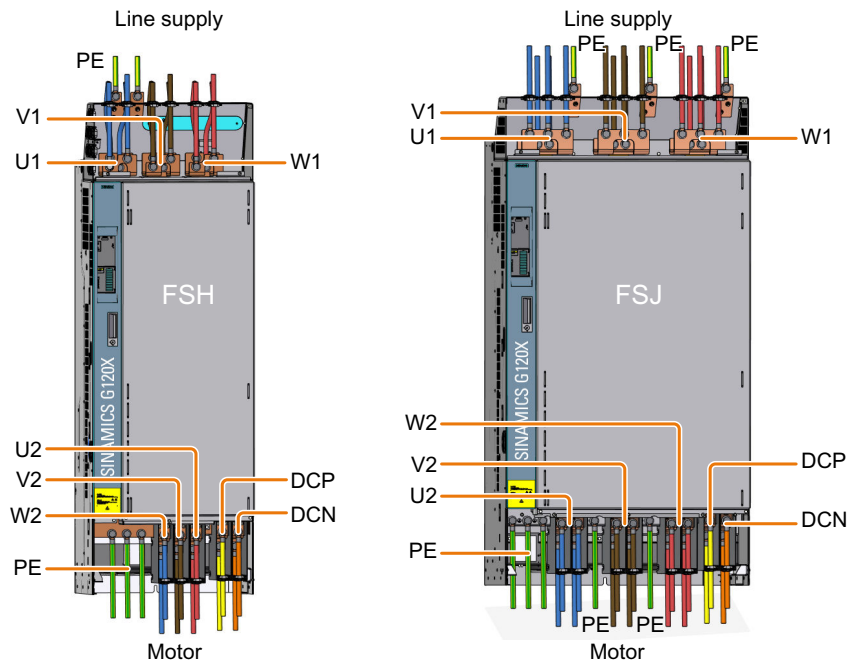 Line supply
PE
V1
U1
W1
FSH
SINAMICS G120X
U2
V2
W2
DCP
DCN
PE
Motor
Line supply
PE
PE
PE
V1
U1
W1
FSJ
SINAMICS G120X
W2
V2
U2
DCP
DCN
PE
PE
PE
Motor